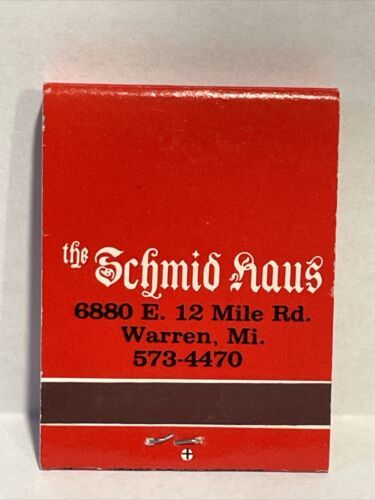 the Schmid Haus
6880 E. 12 Mile Rd.
Warren, Mi.
573-4470